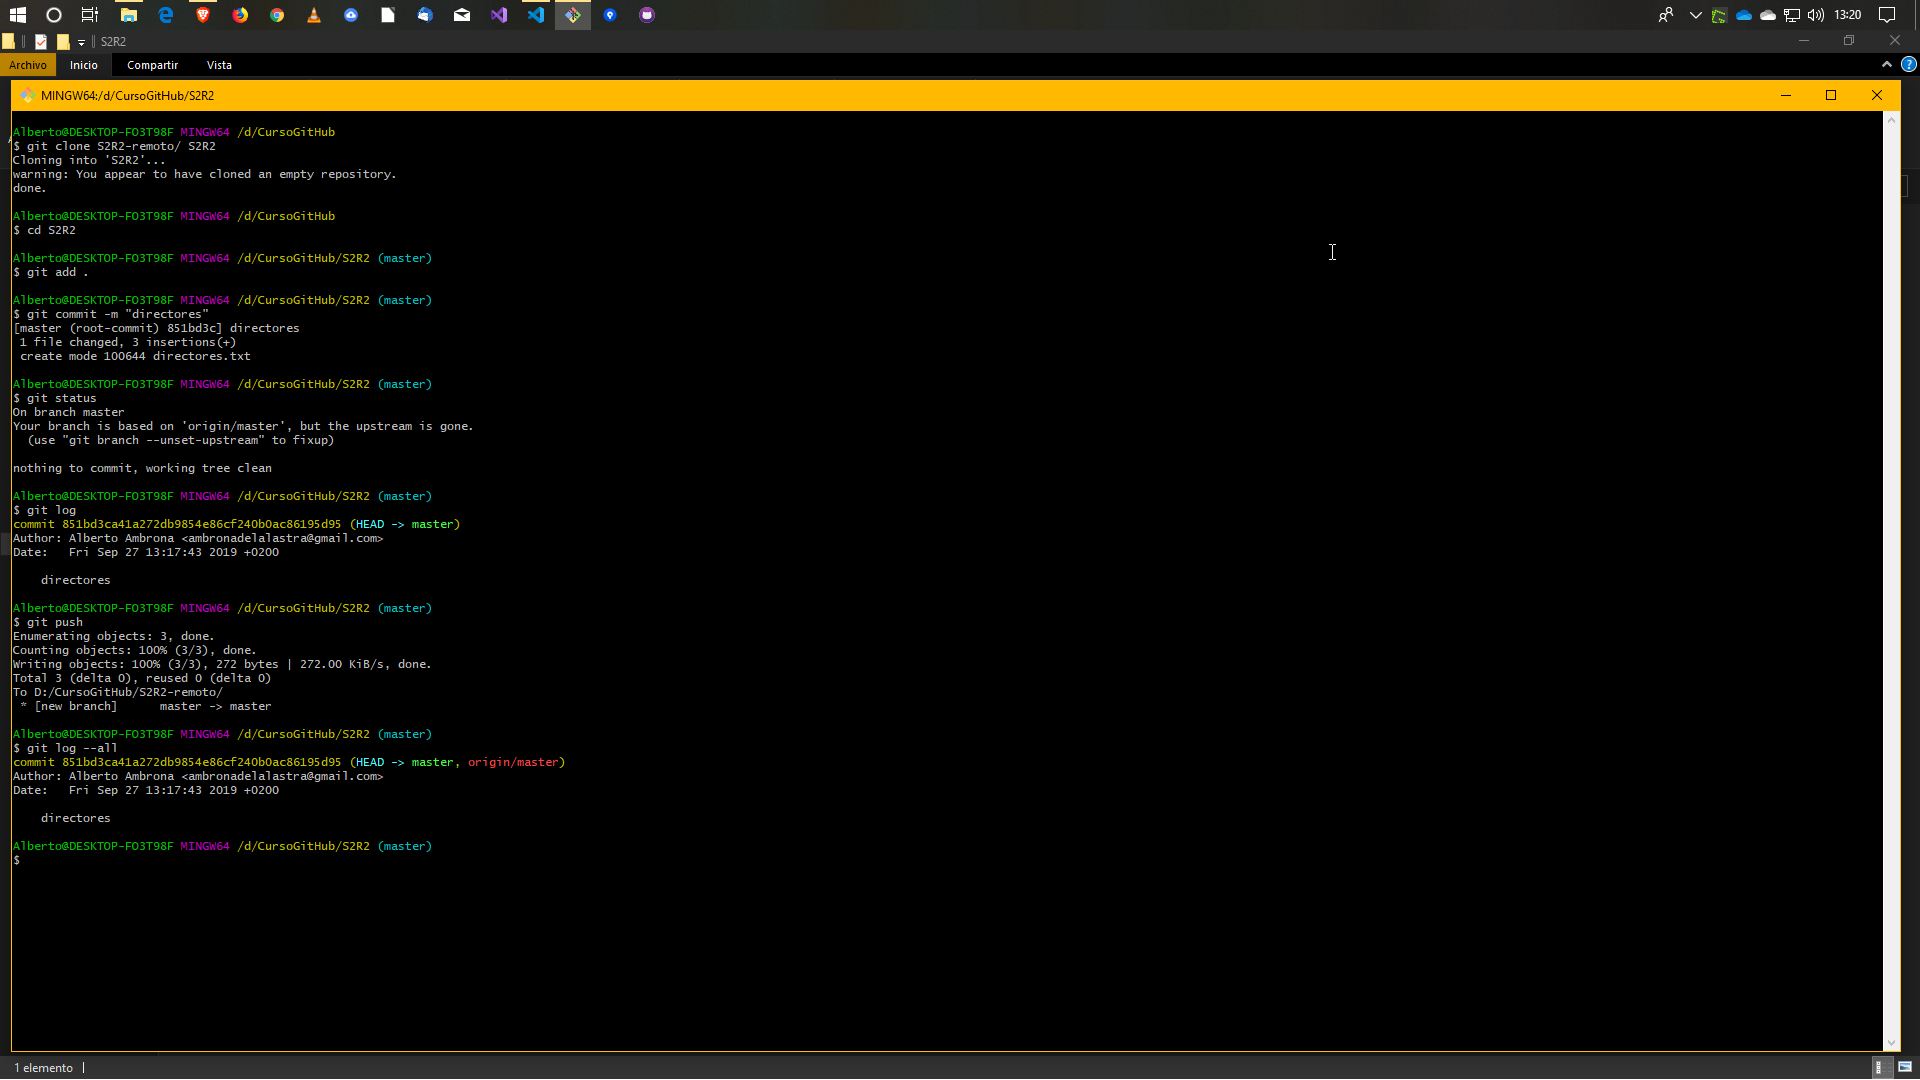 13:20
S2R2
Archivo Inicio Compartir Vista
MINGW64:/d/CursoGitHub/S2R2
Alberto@DESKTOP-FO3T98F MINGW64 /d/CursoGitHub
$ git clone S2R2-remoto/ S2R2
Cloning into 'S2R2'...
warning: You appear to have cloned an empty repository.
done.
Alberto@DESKTOP-FO3T98F MINGW64 /d/CursoGitHub
$ cd S2R2
Alberto@DESKTOP-FO3T98F MINGW64 /d/CursoGitHub/S2R2 (master)
$ git add .
Alberto@DESKTOP-FO3T98F MINGW64 /d/CursoGitHub/S2R2 (master)
$ git commit -m "directores"
[master (root-commit) 851bd3c] directores
1 file changed, 3 insertions(+)
create mode 100644 directores.txt
Alberto@DESKTOP-FO3T98F MINGW64 /d/CursoGitHub/S2R2 (master)
$ git status
On branch master
Your branch is based on 'origin/master', but the upstream is gone.
(use "git branch --unset-upstream" to fixup)
nothing to commit, working tree clean
Alberto@DESKTOP-FO3T98F MINGW64 /d/CursoGitHub/S2R2 (master)
$ git log
commit 851bd3ca41a272db9854e86cf240b0ac86195d95 (HEAD -> master)
Author: Alberto Ambrona <ambronadelalastra@gmail.com>
Date: Fri Sep 27 13:17:43 2019 +0200
directores
Alberto@DESKTOP-FO3T98F MINGW64 /d/CursoGitHub/S2R2 (master)
$ git push
Enumerating objects: 3, done.
Counting objects: 100% (3/3), done.
Writing objects: 100% (3/3), 272 bytes | 272.00 KiB/s, done.
Total 3 (delta 0), reused 0 (delta 0)
To D:/CursoGitHub/S2R2-remoto/
* [new branch] master -> master
Alberto@DESKTOP-FO3T98F MINGW64 /d/CursoGitHub/S2R2 (master)
$ git log --all
commit 851bd3ca41a272db9854e86cf240b0ac86195d95 (HEAD -> master, origin/master)
Author: Alberto Ambrona <ambronadelalastra@gmail.com>
Date: Fri Sep 27 13:17:43 2019 +0200
directores
Alberto@DESKTOP-FO3T98F MINGW64 /d/CursoGitHub/S2R2 (master)
$
1 elemento